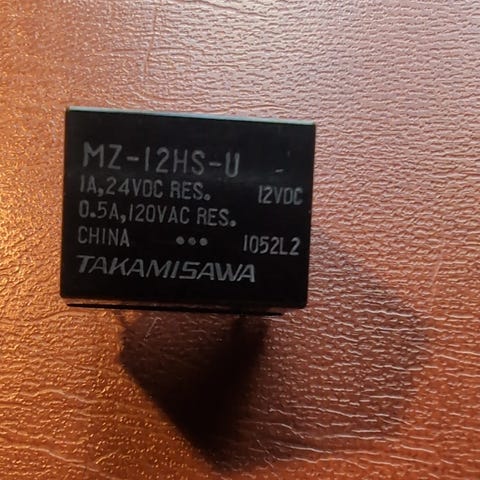 MZ-12HS-U -
1A,24VDC RES. 12VDC
0.5A,120VAC RES.
CHINA ••• 1052L2
TAKAMISAWA